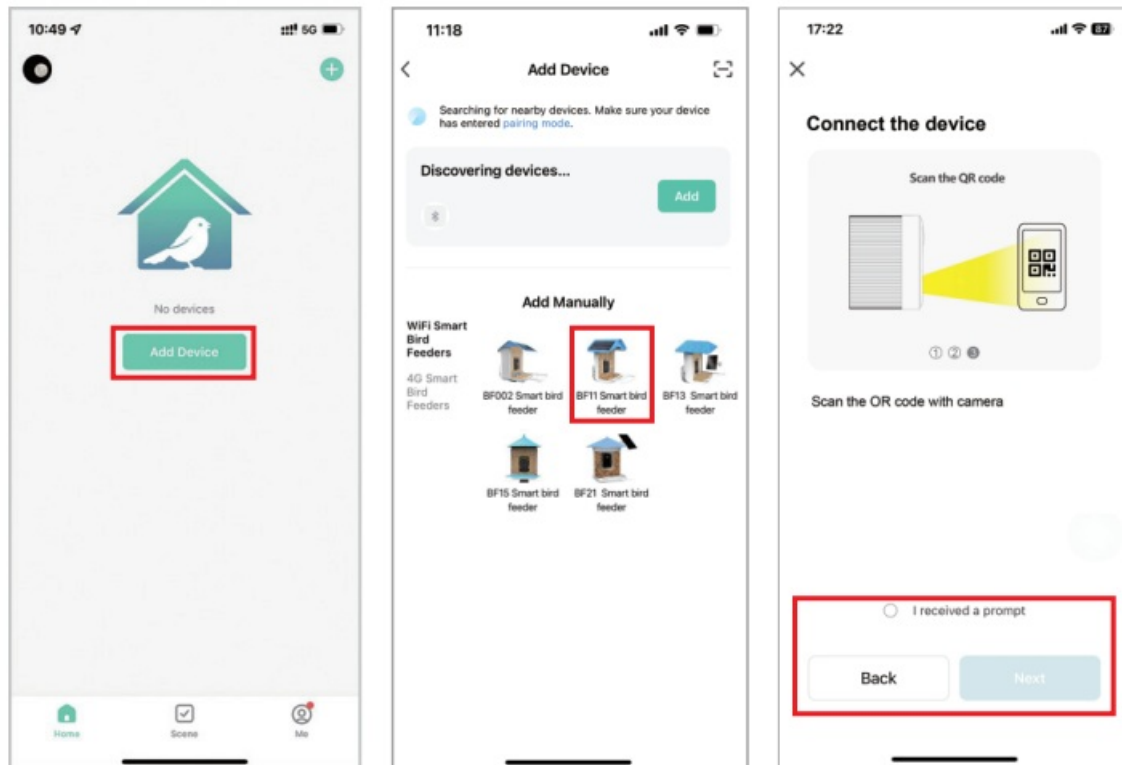 10:49
5G
No devices
Add Device
Home
Scene
Me
11:18
Add Device
Searching for nearby devices. Make sure your device
has entered pairing mode.
Discovering devices...
Add
Add Manually
WiFi Smart
Bird
Feeders
4G Smart
Bird
Feeders
BF002 Smart bird
feeder
BF11 Smart bird
feeder
BF13 Smart bird
feeder
BF15 Smart bird
feeder
BF21 Smart bird
feeder
17:22
67
Connect the device
Scan the QR code
① ② ❸
Scan the OR code with camera
I received a prompt
Back
Next